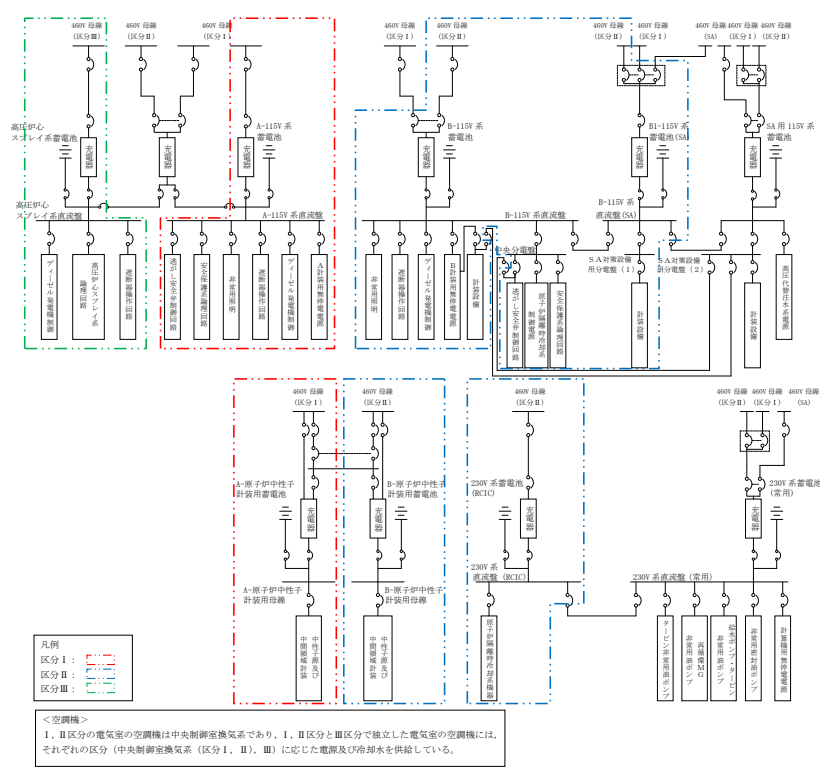 460V 母線
(区分Ⅲ)
460V 母線
(区分Ⅱ)
460V 母線
(区分Ⅰ)
460V 母線
(区分Ⅰ)
460V 母線
(区分Ⅰ)
460V 母線
(区分Ⅱ)
460V 母線
(区分Ⅱ)
460V 母線
(区分Ⅰ)
460V 母線
(SA)
460V 母線
(区分Ⅰ)
460V 母線
(区分Ⅱ)
高圧炉心
スプレイ系蓄電池
充電器
充電器
A-115V 系
蓄電池
充電器
B-115V 系
蓄電池
充電器
B1-115V 系
蓄電池(SA)
充電器
SA 用 115V 系
蓄電池
充電器
高圧炉心
スプレイ系直流盤
A-115V 系直流盤
B-115V 系直流盤
B-115V 系
直流盤(SA)
中央分電盤
SA対策設備
用分電盤(1)
SA対策設備
用分電盤(2)
ディーゼル発電機制御
高圧炉心スプレイ系
論理回路
遮断器操作回路
逃がし安全弁制御回路
安全保護系論理回路
非常用照明
遮断器操作回路
ディーゼル発電機制御
A計装用無停電電源
非常用照明
遮断器操作回路
ディーゼル発電機制御
B計装用無停電電源
計装設備
逃がし安全弁制御回路
原子炉隔離時冷却系
制御電源
安全保護系論理回路
計装設備
計装設備
高圧代替注水系電源
460V 母線
(区分Ⅰ)
460V 母線
(区分Ⅱ)
460V 母線
(区分Ⅱ)
460V 母線
(区分Ⅱ)
460V 母線
(区分Ⅰ)
460V 母線
(SA)
A-原子炉中性子
計装用蓄電池
充電器
B-原子炉中性子
計装用蓄電池
充電器
230V 系蓄電池
(RCIC)
充電器
230V 系蓄電池
(常用)
充電器
A-原子炉中性子
計装用母線
B-原子炉中性子
計装用母線
230V 系
直流盤(RCIC)
230V 系直流盤(常用)
中性子源及び
中間領域計装
中性子源及び
中間領域計装
原子炉隔離時冷却系機器
タービン非常用油ポンプ
再循環MG
非常用油ポンプ
給水ポンプ・タービン
非常用油ポンプ
非常用密封油ポンプ
計算機用無停電電源
凡例
区分Ⅰ：
区分Ⅱ：
区分Ⅲ：
＜空調機＞
Ⅰ，Ⅱ区分の電気室の空調機は中央制御室換気系であり，Ⅰ，Ⅱ区分とⅢ区分で独立した電気室の空調機には，
それぞれの区分（中央制御室換気系（区分Ⅰ，Ⅱ），Ⅲ）に応じた電源及び冷却水を供給している。